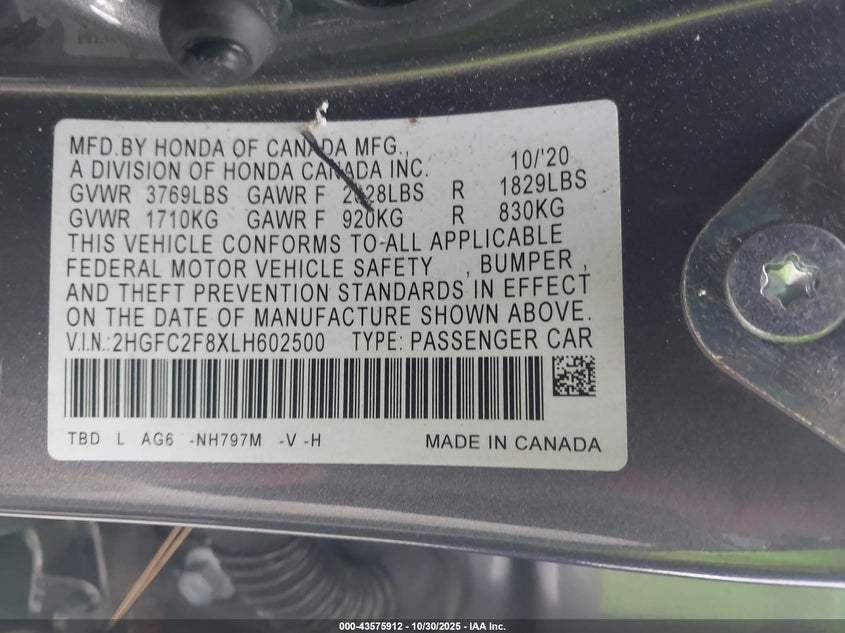 MFD.BY HONDA OF CANADA MFG.,
A DIVISION OF HONDA CANADA INC. 10/'20
GVWR 3769LBS GAWR F 2028LBS R 1829LBS
GVWR 1710KG GAWR F 920KG R 830KG
THIS VEHICLE CONFORMS TO ALL APPLICABLE
FEDERAL MOTOR VEHICLE SAFETY , BUMPER ,
AND THEFT PREVENTION STANDARDS IN EFFECT
ON THE DATE OF MANUFACTURE SHOWN ABOVE.
V.I.N.:2HGFC2F8XLH602500 TYPE: PASSENGER CAR
TBD L AG6 -NH797M -V -H MADE IN CANADA
000-43575912 - 10/30/2025 - IAA Inc.